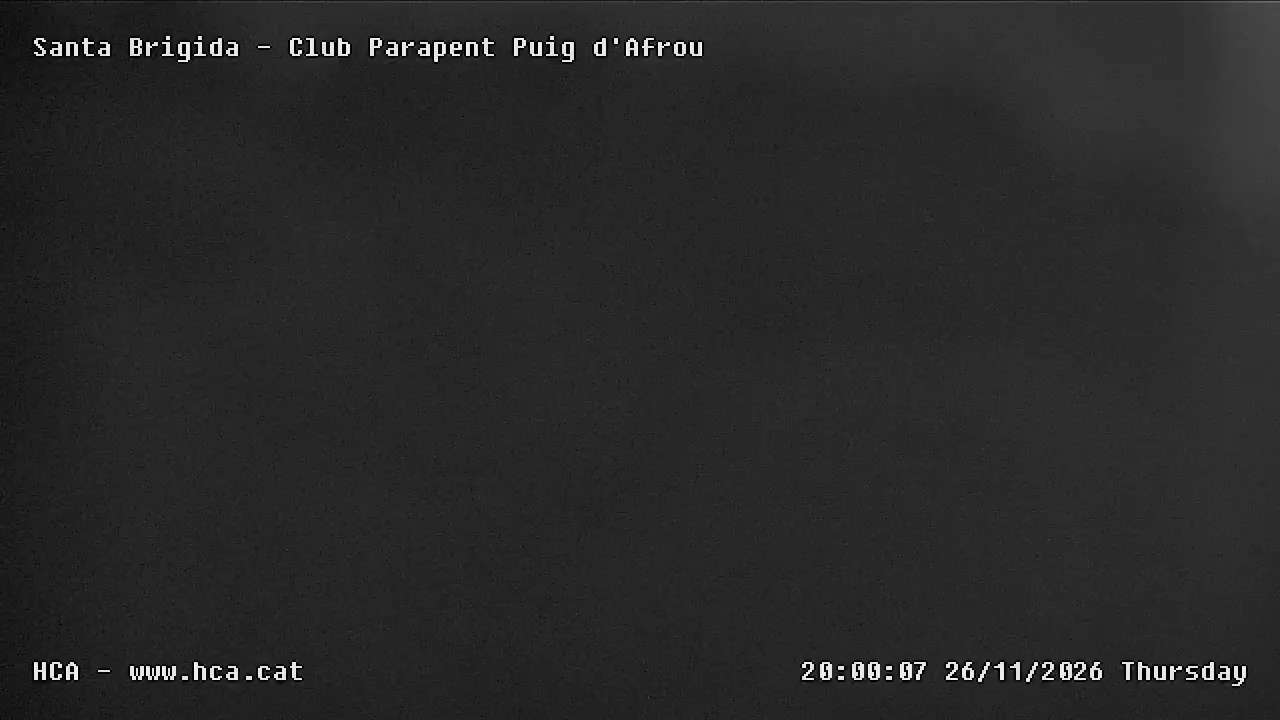 Santa Brigida - Club Parapent Puig d'Afrou
HCA - www.hca.cat
20:00:07 26/11/2026 Thursday